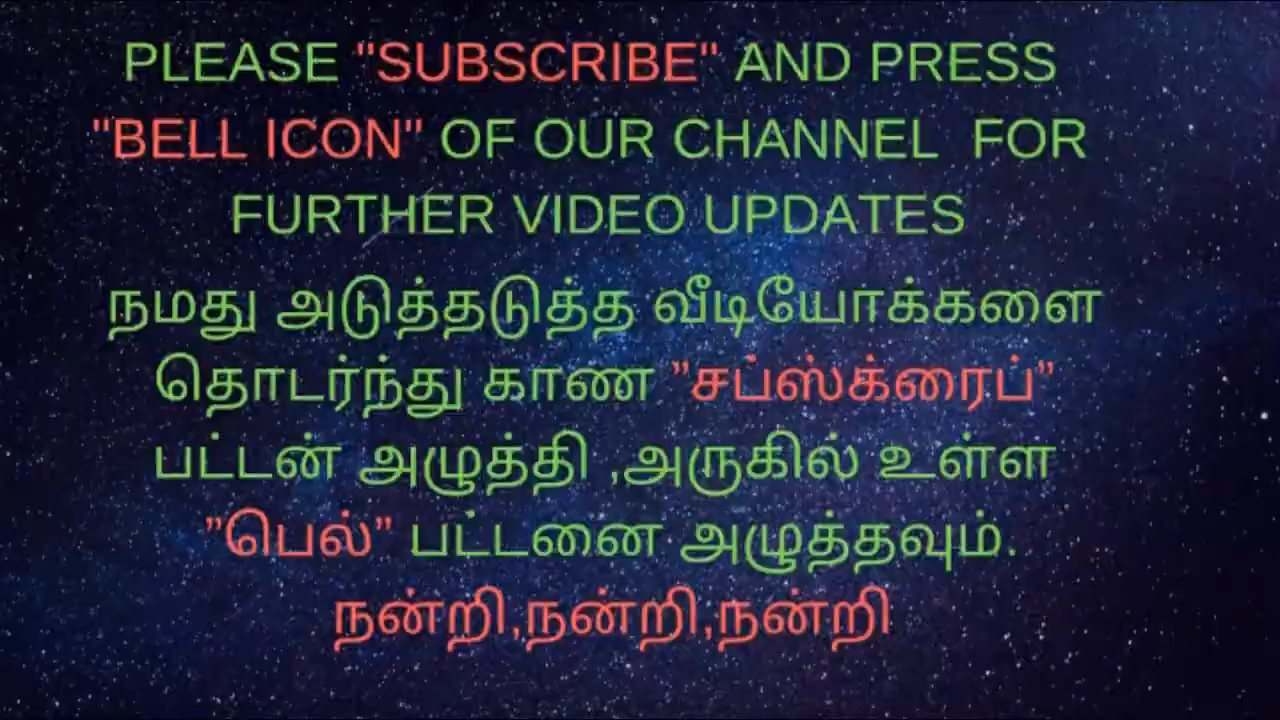 PLEASE "SUBSCRIBE" AND PRESS
"BELL ICON" OF OUR CHANNEL FOR
FURTHER VIDEO UPDATES
நமது அடுத்தடுத்த வீடியோக்களை
தொடர்ந்து காண ”சப்ஸ்க்ரைப்”
பட்டன் அழுத்தி ,அருகில் உள்ள
”பெல்” பட்டனை அழுத்தவும்.
நன்றி,நன்றி,நன்றி